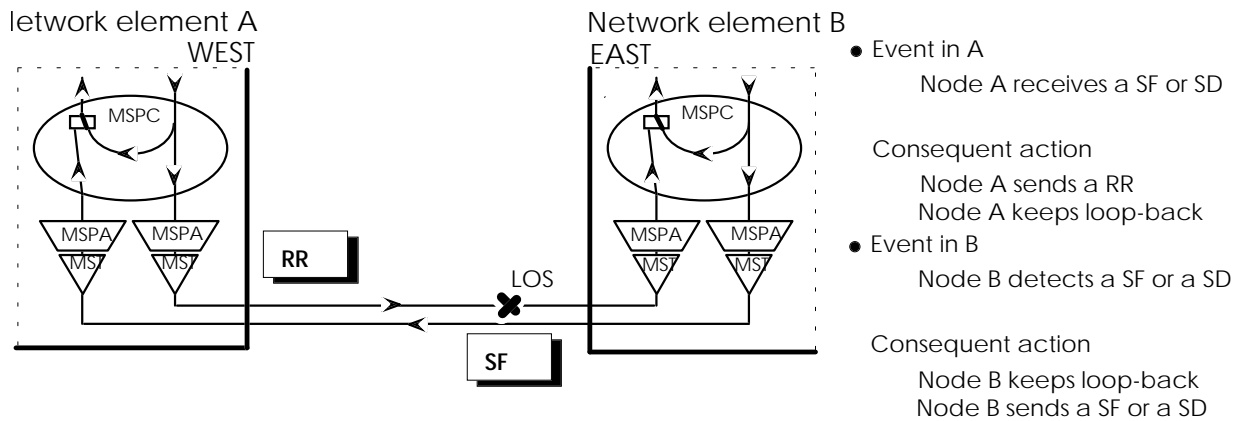 letwork element A
WEST
Network element B
EAST
MSPC
MSPC
MSPA
MSPA
MSPA
MSPA
MST
MST
MST
MST
RR
LOS
SF
● Event in A
Node A receives a SF or SD
Consequent action
Node A sends a RR
Node A keeps loop-back
● Event in B
Node B detects a SF or a SD
Consequent action
Node B keeps loop-back
Node B sends a SF or a SD